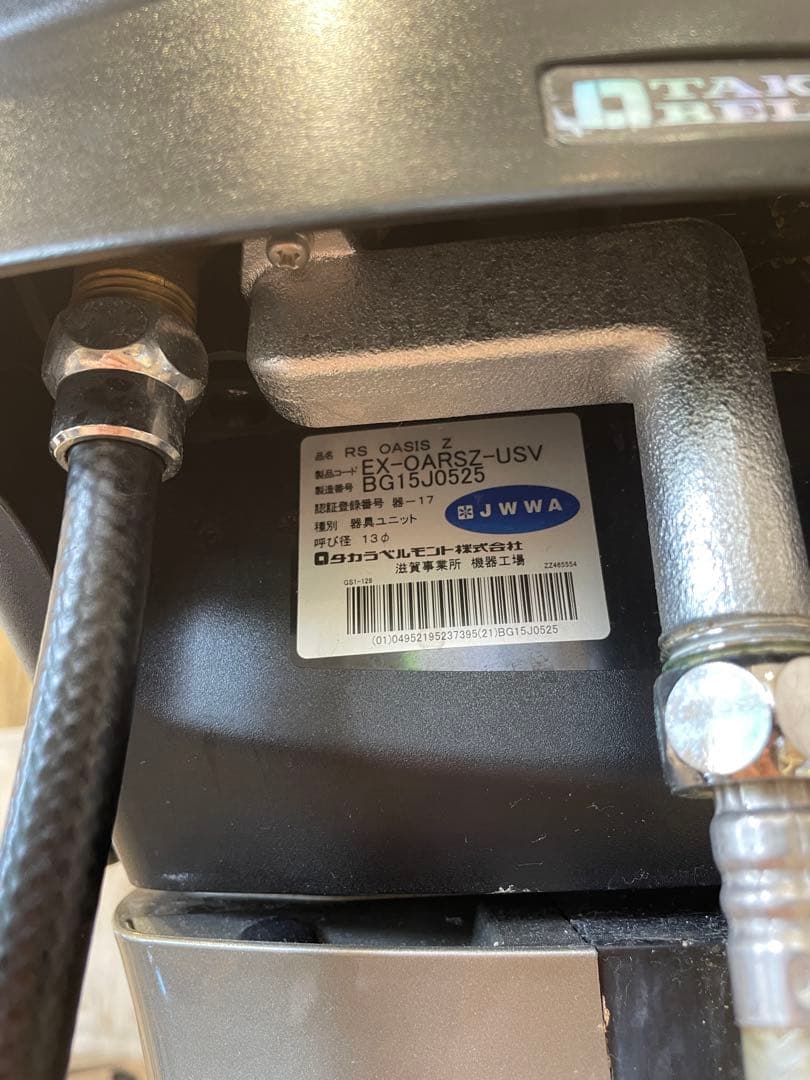 品名 RS OASIS Z
製品コード EX-OARSZ-USV
製造番号 BG15J0525
認証登録番号 器-17
JWWA
種別 器具ユニット
呼び径 13φ
タカラベルモント株式会社
滋賀事業所 機器工場
ZZ465554
GS1-128
(01)04952195237395(21)BG15J0525